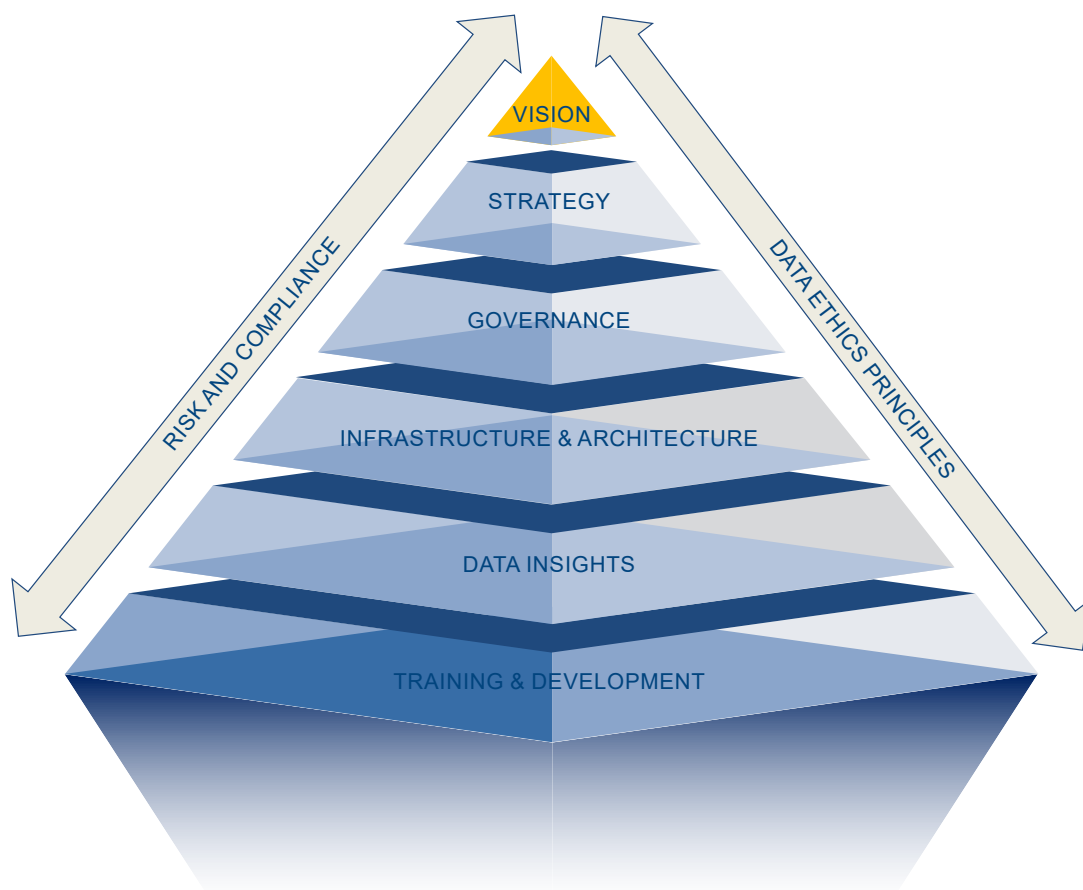 VISION
STRATEGY
GOVERNANCE
INFRASTRUCTURE & ARCHITECTURE
DATA INSIGHTS
TRAINING & DEVELOPMENT
RISK AND COMPLIANCE
DATA ETHICS PRINCIPLES